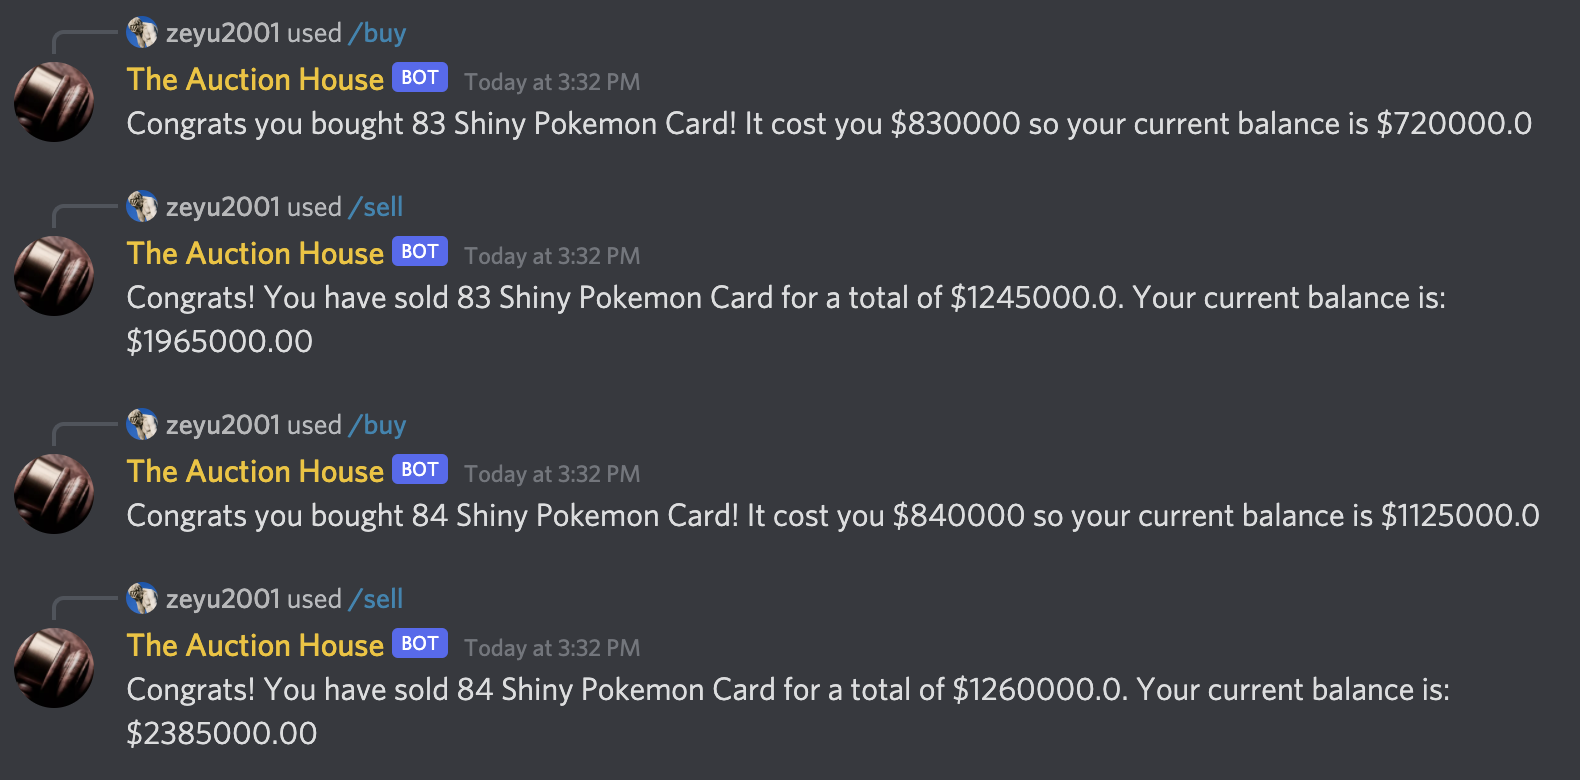 zeyu2001 used /buy
The Auction House BOT Today at 3:32 PM
Congrats you bought 83 Shiny Pokemon Card! It cost you $830000 so your current balance is $720000.0
zeyu2001 used /sell
The Auction House BOT Today at 3:32 PM
Congrats! You have sold 83 Shiny Pokemon Card for a total of $1245000.0. Your current balance is:
$1965000.00
zeyu2001 used /buy
The Auction House BOT Today at 3:32 PM
Congrats you bought 84 Shiny Pokemon Card! It cost you $840000 so your current balance is $1125000.0
zeyu2001 used /sell
The Auction House BOT Today at 3:32 PM
Congrats! You have sold 84 Shiny Pokemon Card for a total of $1260000.0. Your current balance is:
$2385000.00